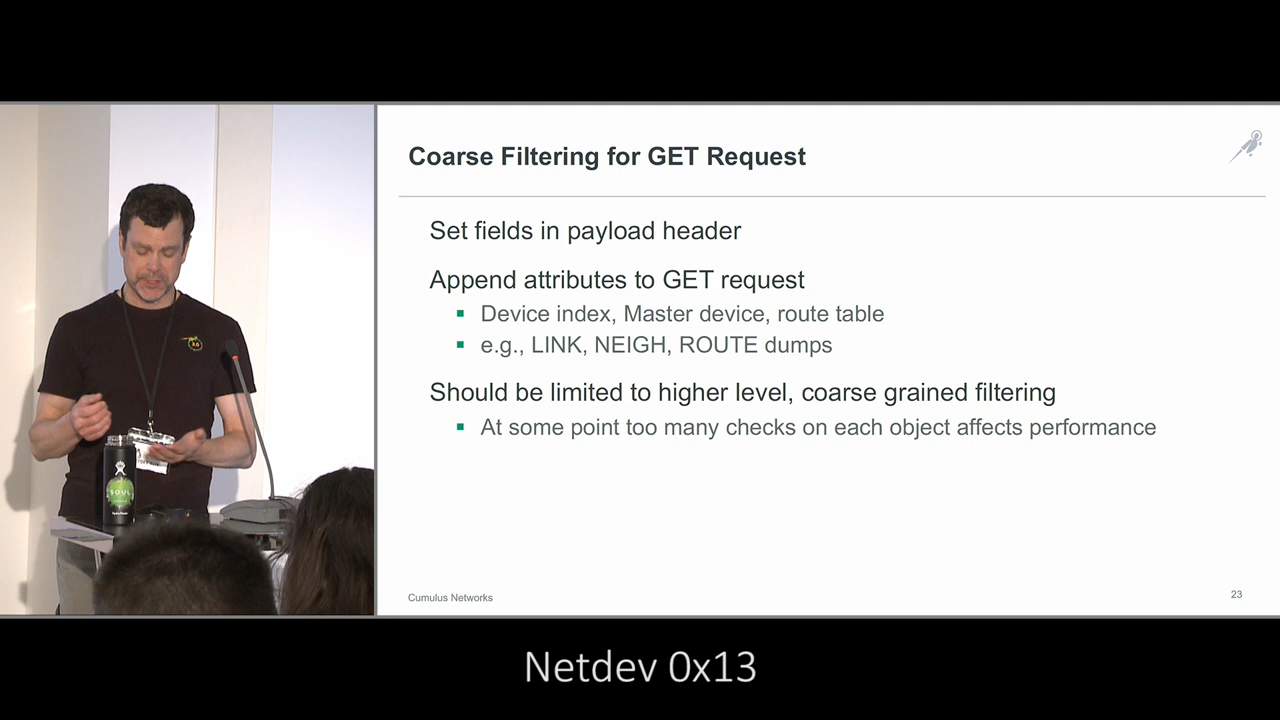 Coarse Filtering for GET Request
Set fields in payload header
Append attributes to GET request
▪ Device index, Master device, route table
▪ e.g., LINK, NEIGH, ROUTE dumps
Should be limited to higher level, coarse grained filtering
▪ At some point too many checks on each object affects performance
SOUL
Cumulus Networks
23
Netdev 0x13